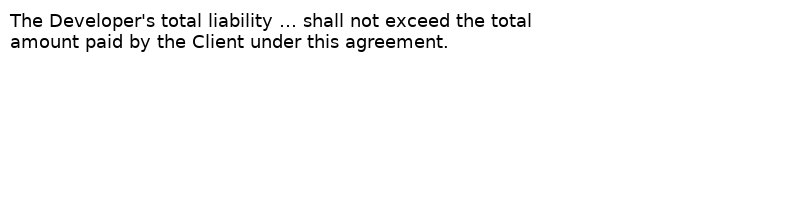 The Developer's total liability ... shall not exceed the total
amount paid by the Client under this agreement.